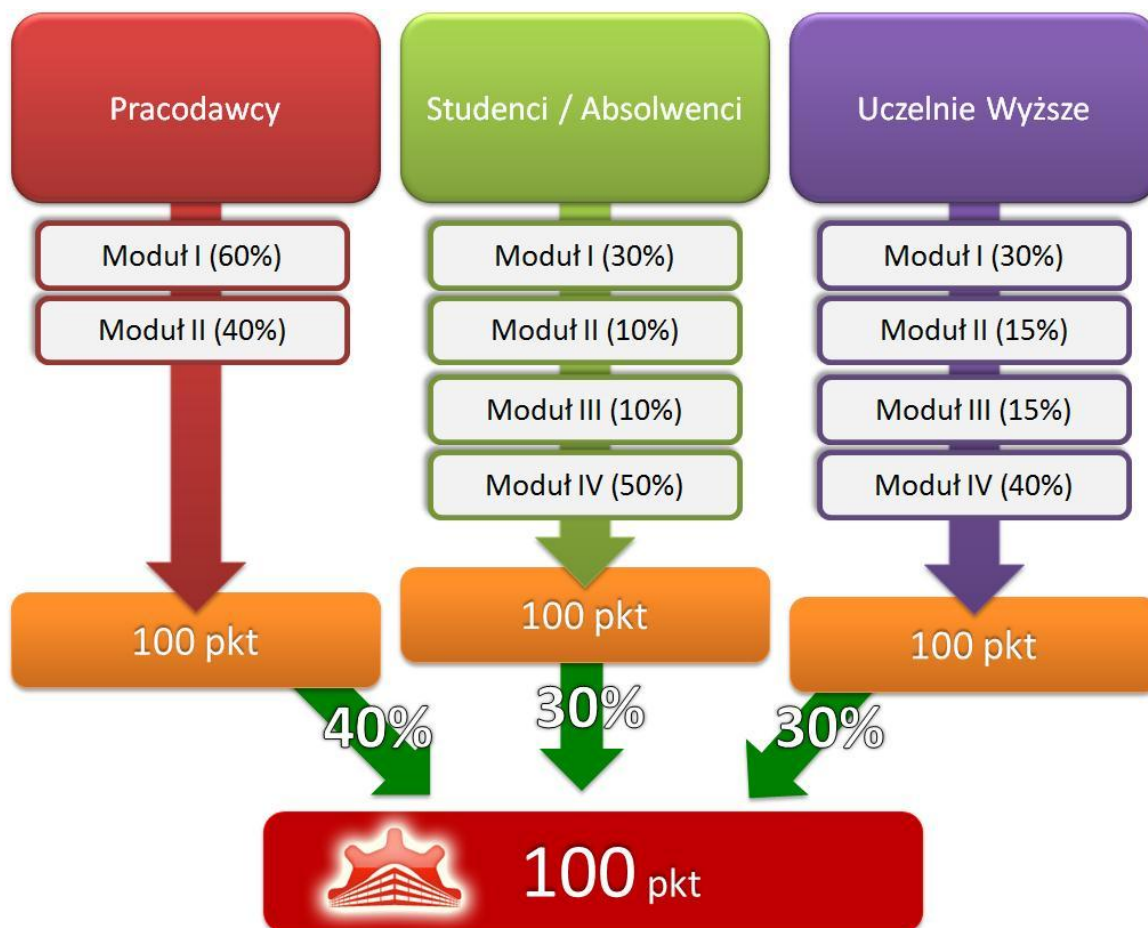 Pracodawcy
Moduł I (60%)
Moduł II (40%)
100 pkt
40%
Studenci / Absolwenci
Moduł I (30%)
Moduł II (10%)
Moduł III (10%)
Moduł IV (50%)
100 pkt
30%
Uczelnie Wyższe
Moduł I (30%)
Moduł II (15%)
Moduł III (15%)
Moduł IV (40%)
100 pkt
30%
100 pkt